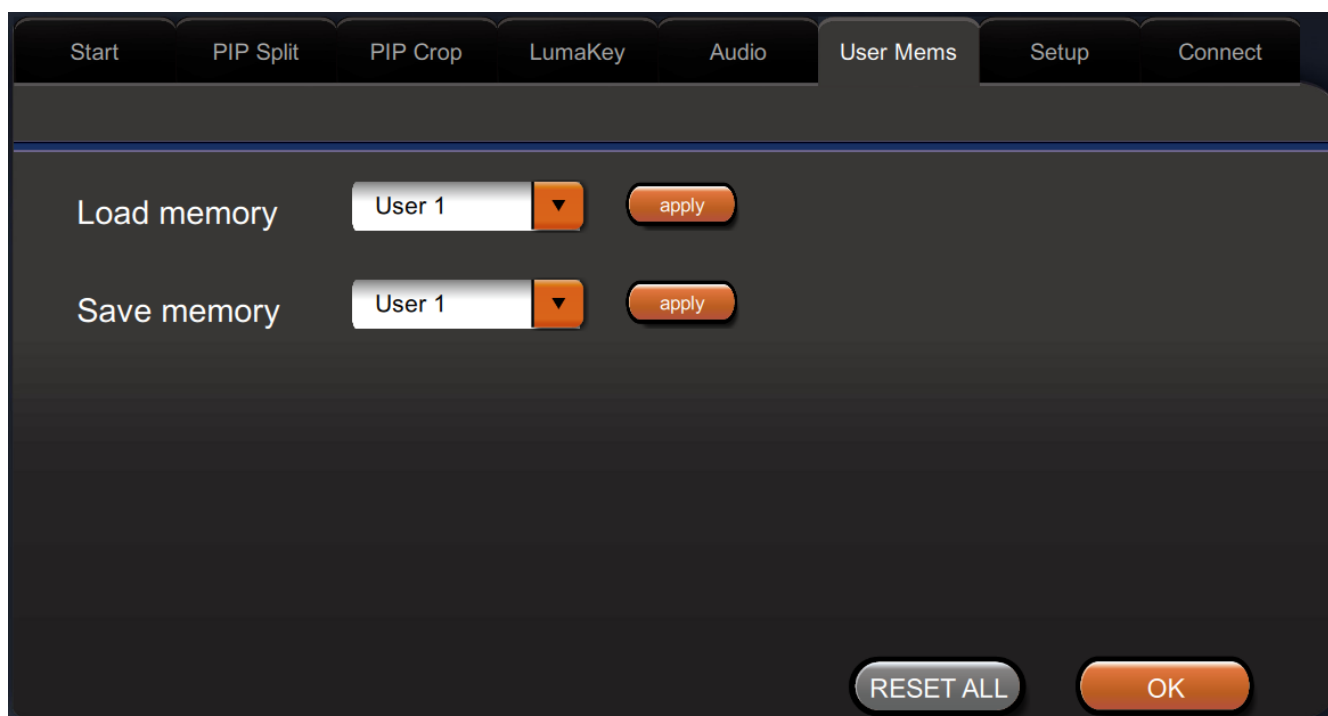 Start PIP Split PIP Crop LumaKey Audio User Mems Setup Connect
Load memory User 1 apply
Save memory User 1 apply
RESET ALL OK